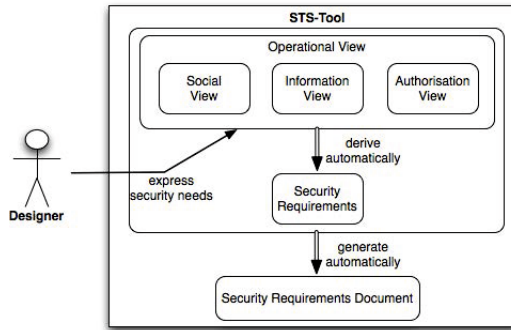 STS-Tool
Operational View
Social
View
Information
View
Authorisation
View
derive
automatically
express
security needs
Designer
Security
Requirements
generate
automatically
Security Requirements Document